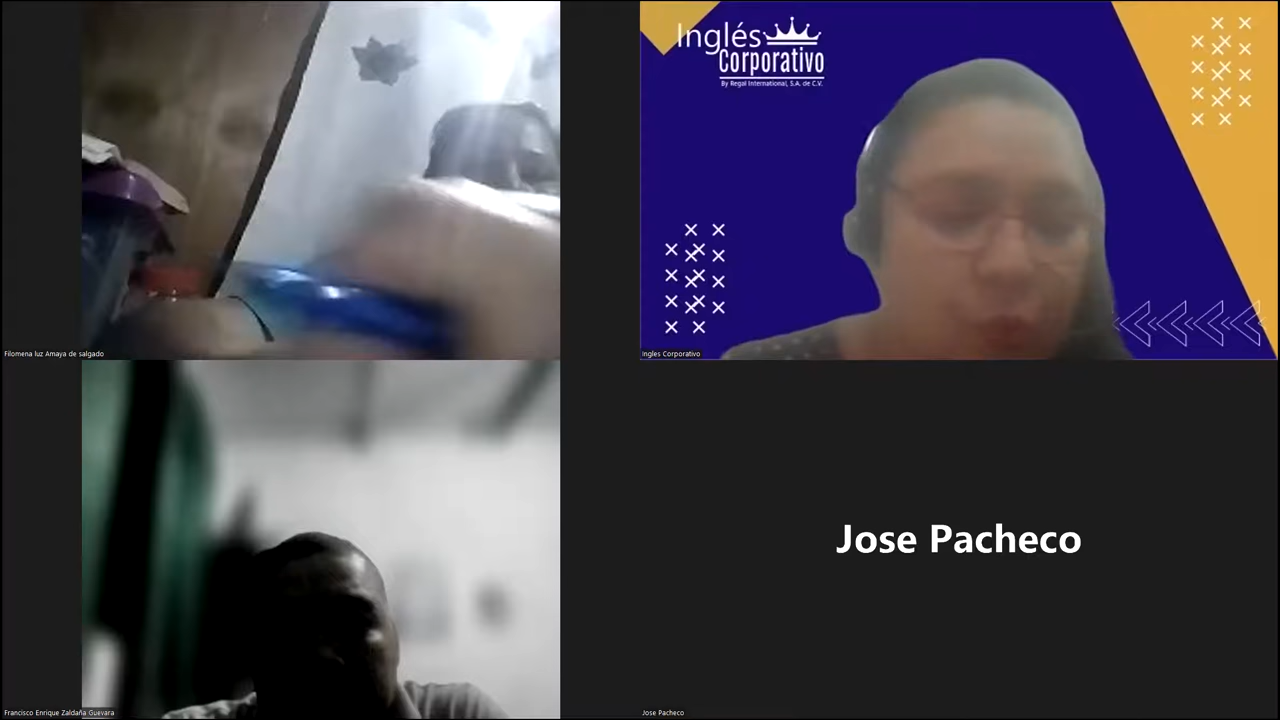 Inglés
Corporativo
By Regal International, S.A. de C.V.
Filomena luz Amaya de salgado
Ingles Corporativo
Jose Pacheco
Francisco Enrique Zaldaña Guevara
Jose Pacheco